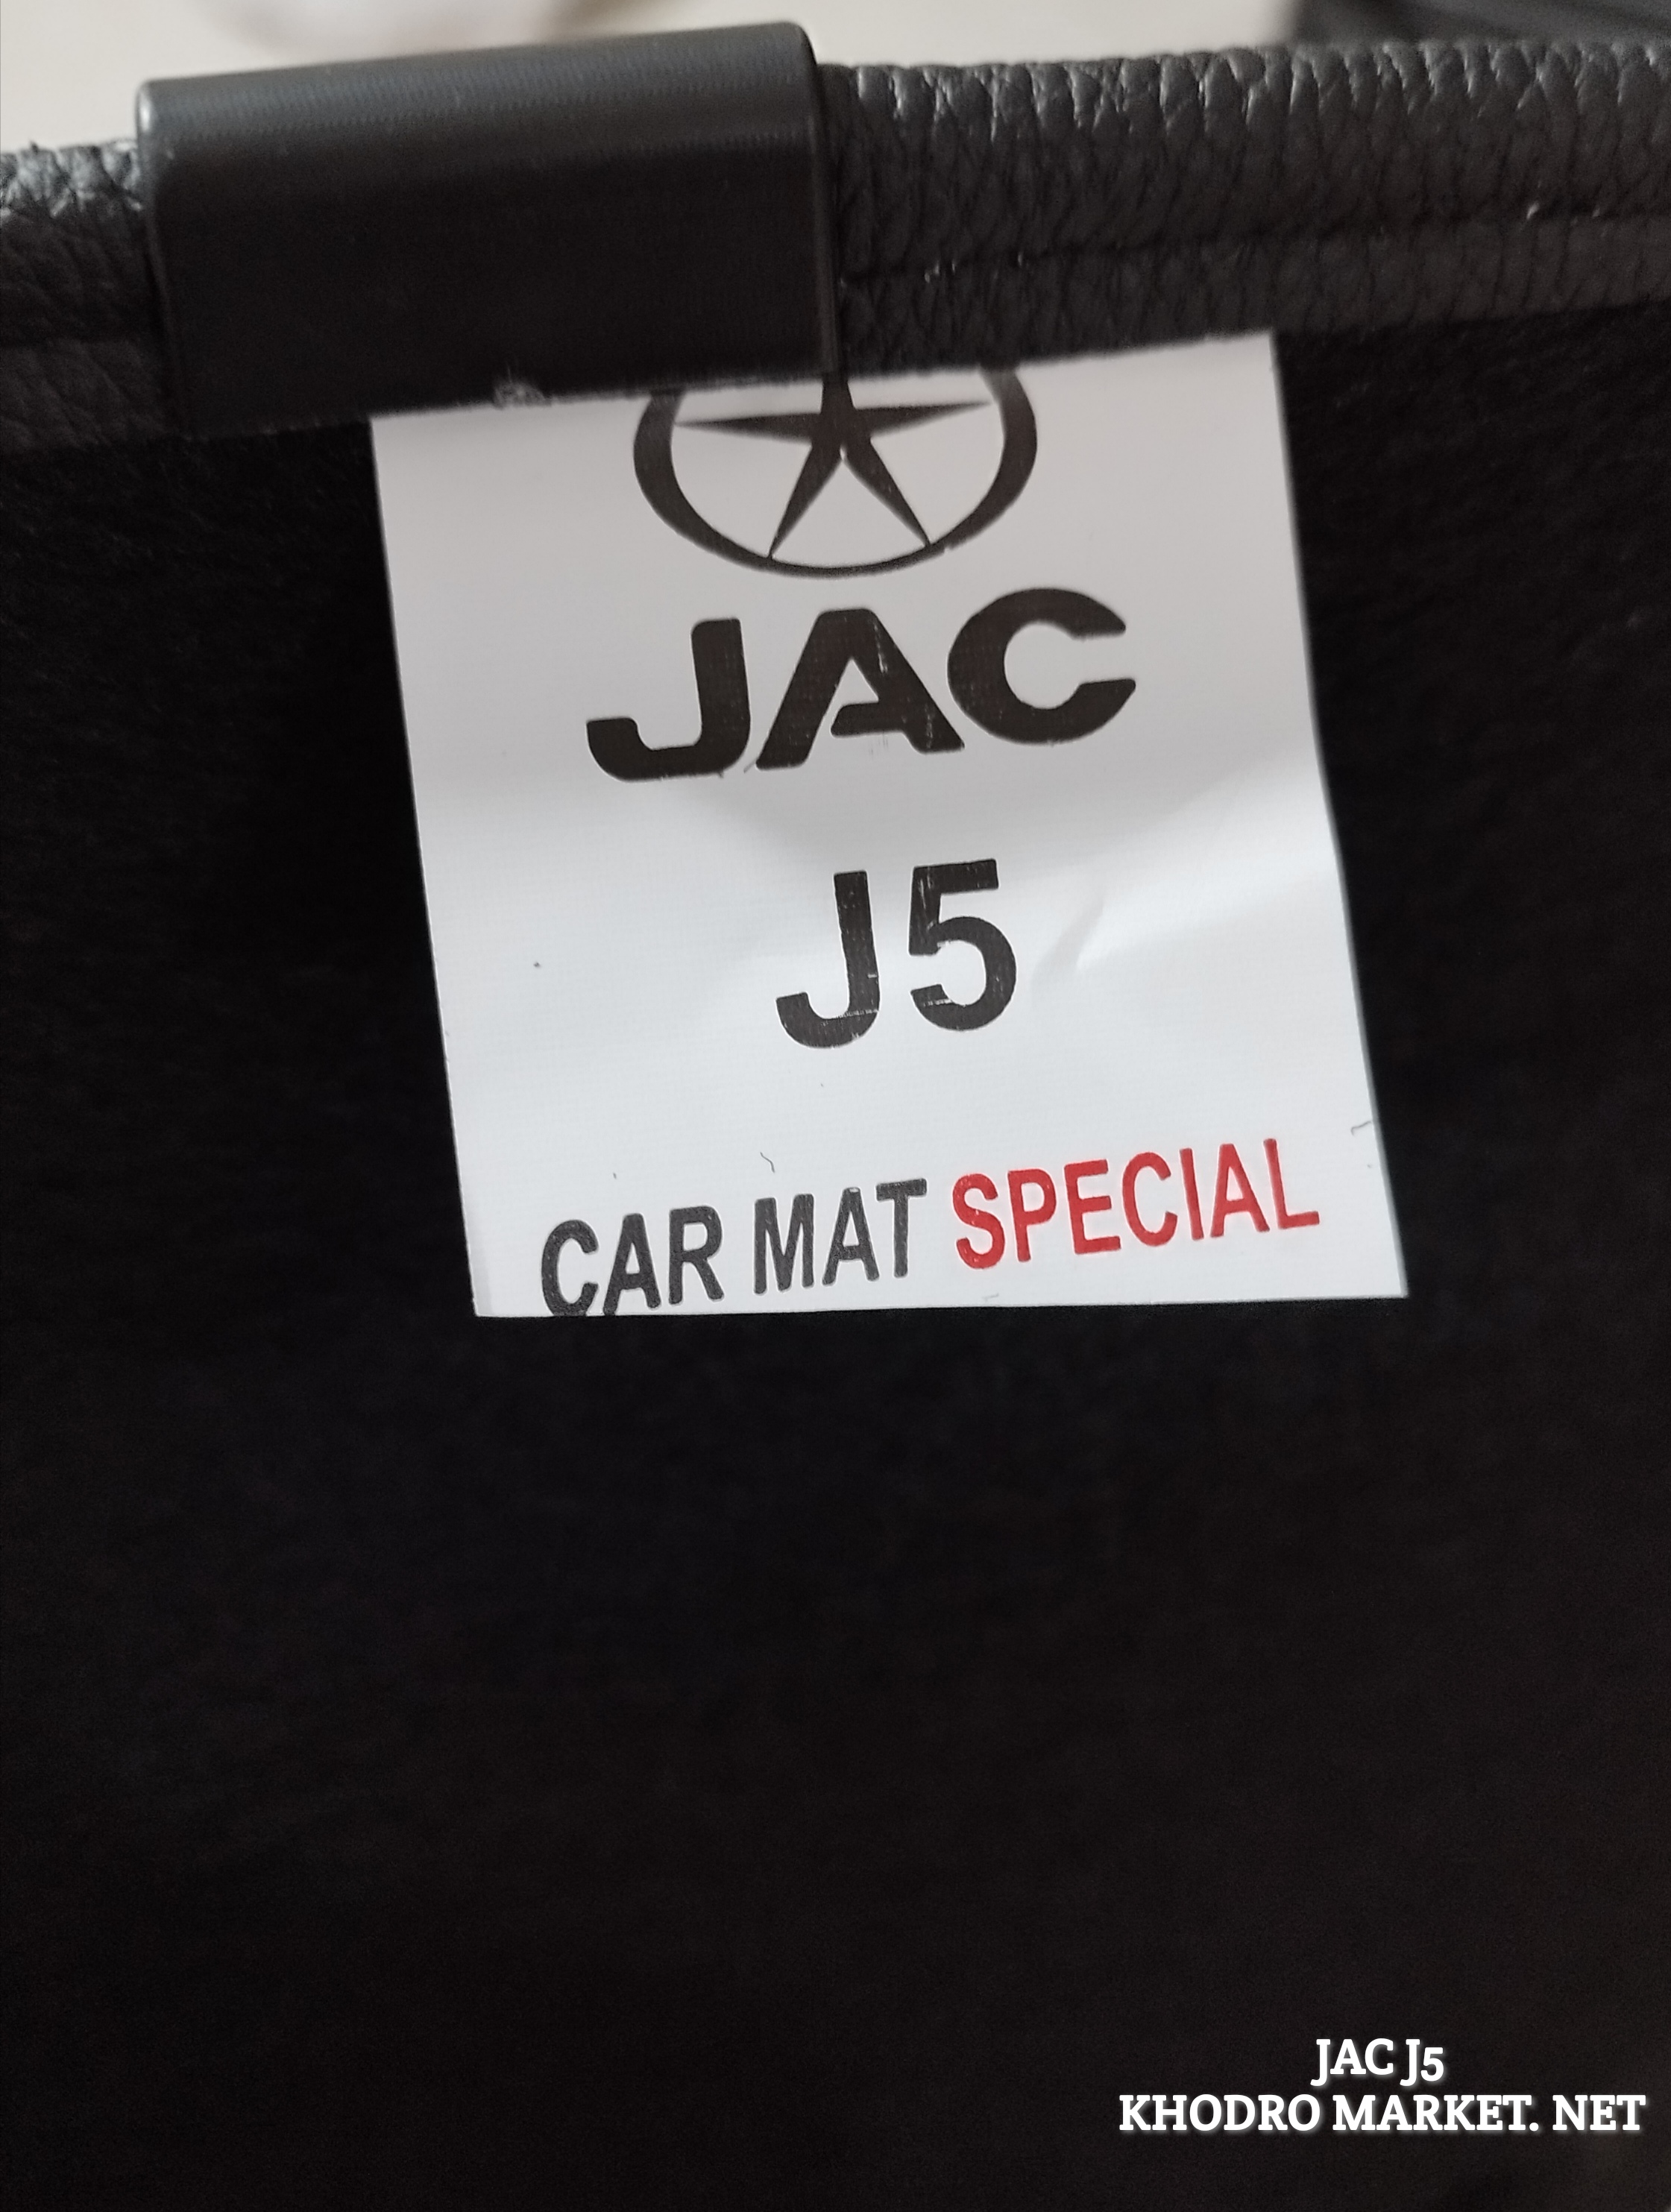 JAC
J5
CAR MAT SPECIAL
JAC J5
KHODRO MARKET. NET